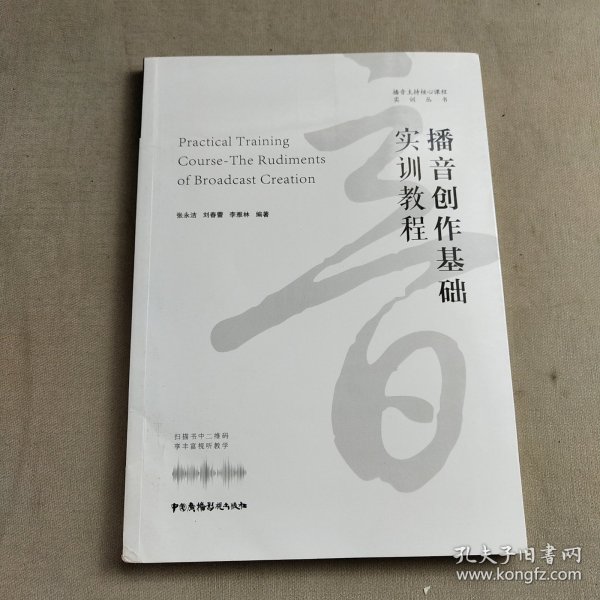 播音主持核心课程
实训丛书
播音创作基础
实训教程
音
Practical Training
Course-The Rudiments
of Broadcast Creation
张永洁 刘春蕾 李雁林 编著
扫描书中二维码
享丰富视听教学
中国广播影视出版社
孔夫子旧书网
www.kongfz.com